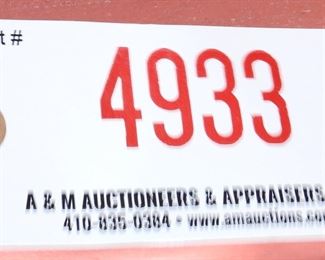 t #
4933
A & M AUCTIONEERS & APPRAISERS
410-835-0384 • www.amauctions.com